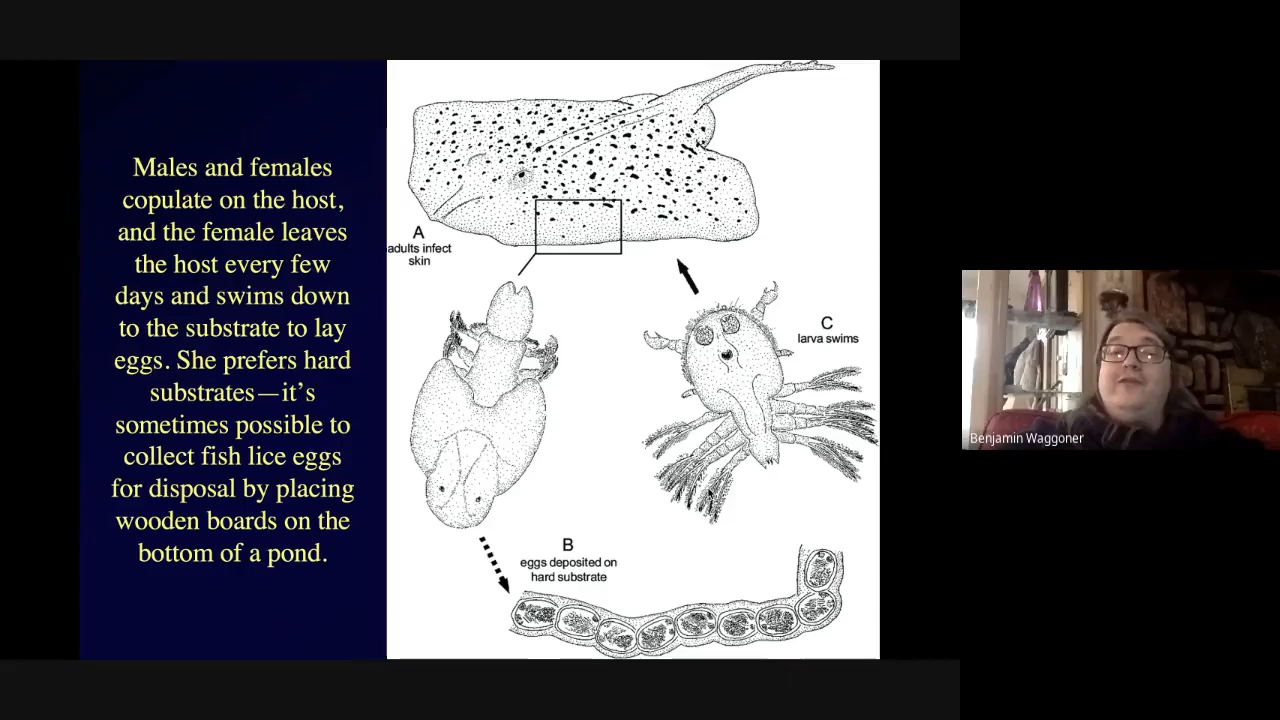 Males and females
copulate on the host,
and the female leaves
the host every few
days and swims down
to the substrate to lay
eggs. She prefers hard
substrates—it’s
sometimes possible to
collect fish lice eggs
for disposal by placing
wooden boards on the
bottom of a pond.
A
adults infect
skin
C
larva swims
B
eggs deposited on
hard substrate
Benjamin Waggoner